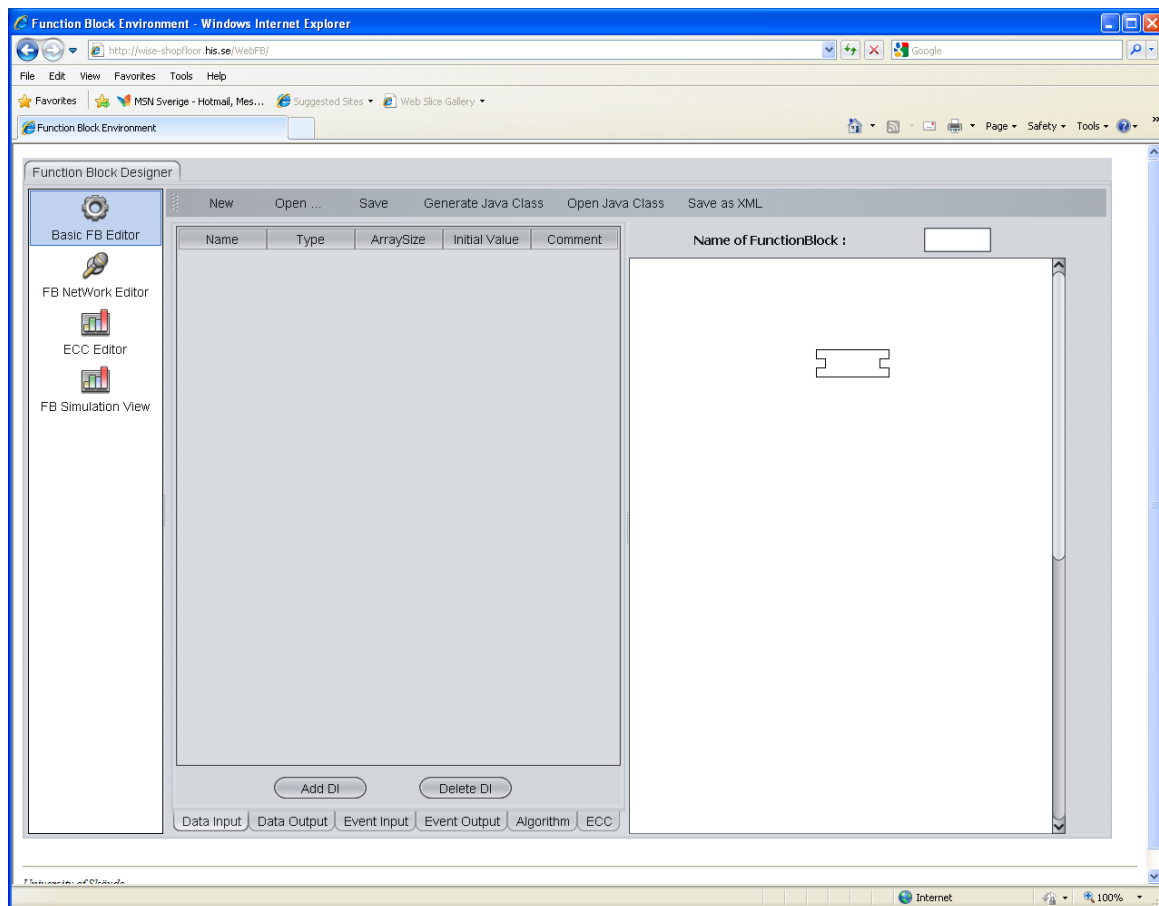 Function Block Environment - Windows Internet Explorer
http://wise-shopfloor.his.se/WebFB/
Google
File Edit View Favorites Tools Help
Favorites MSN Sverige - Hotmail, Mes... Suggested Sites Web Slice Gallery
Function Block Environment
Page Safety Tools »
Function Block Designer
New Open ... Save Generate Java Class Open Java Class Save as XML
Basic FB Editor
FB NetWork Editor
ECC Editor
FB Simulation View
Name Type ArraySize Initial Value Comment
Name of FunctionBlock :
Add DI Delete DI
Data Input Data Output Event Input Event Output Algorithm ECC
University of Skövde
Internet 100%